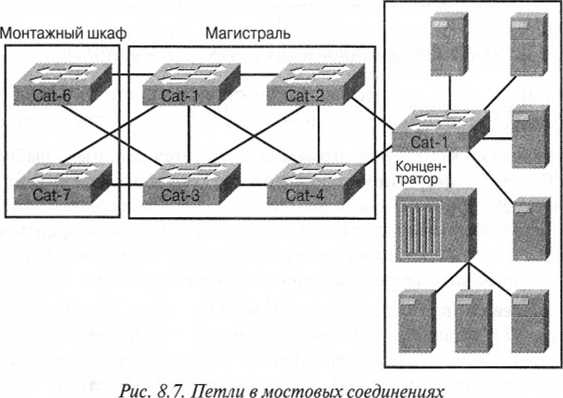 Монтажный шкаф
Магистраль
Cat-6
Cat-1
Cat-2
Cat-1
Cat-7
Cat-3
Cat-4
Концен-
тратор
Рис. 8.7. Петли в мостовых соединениях